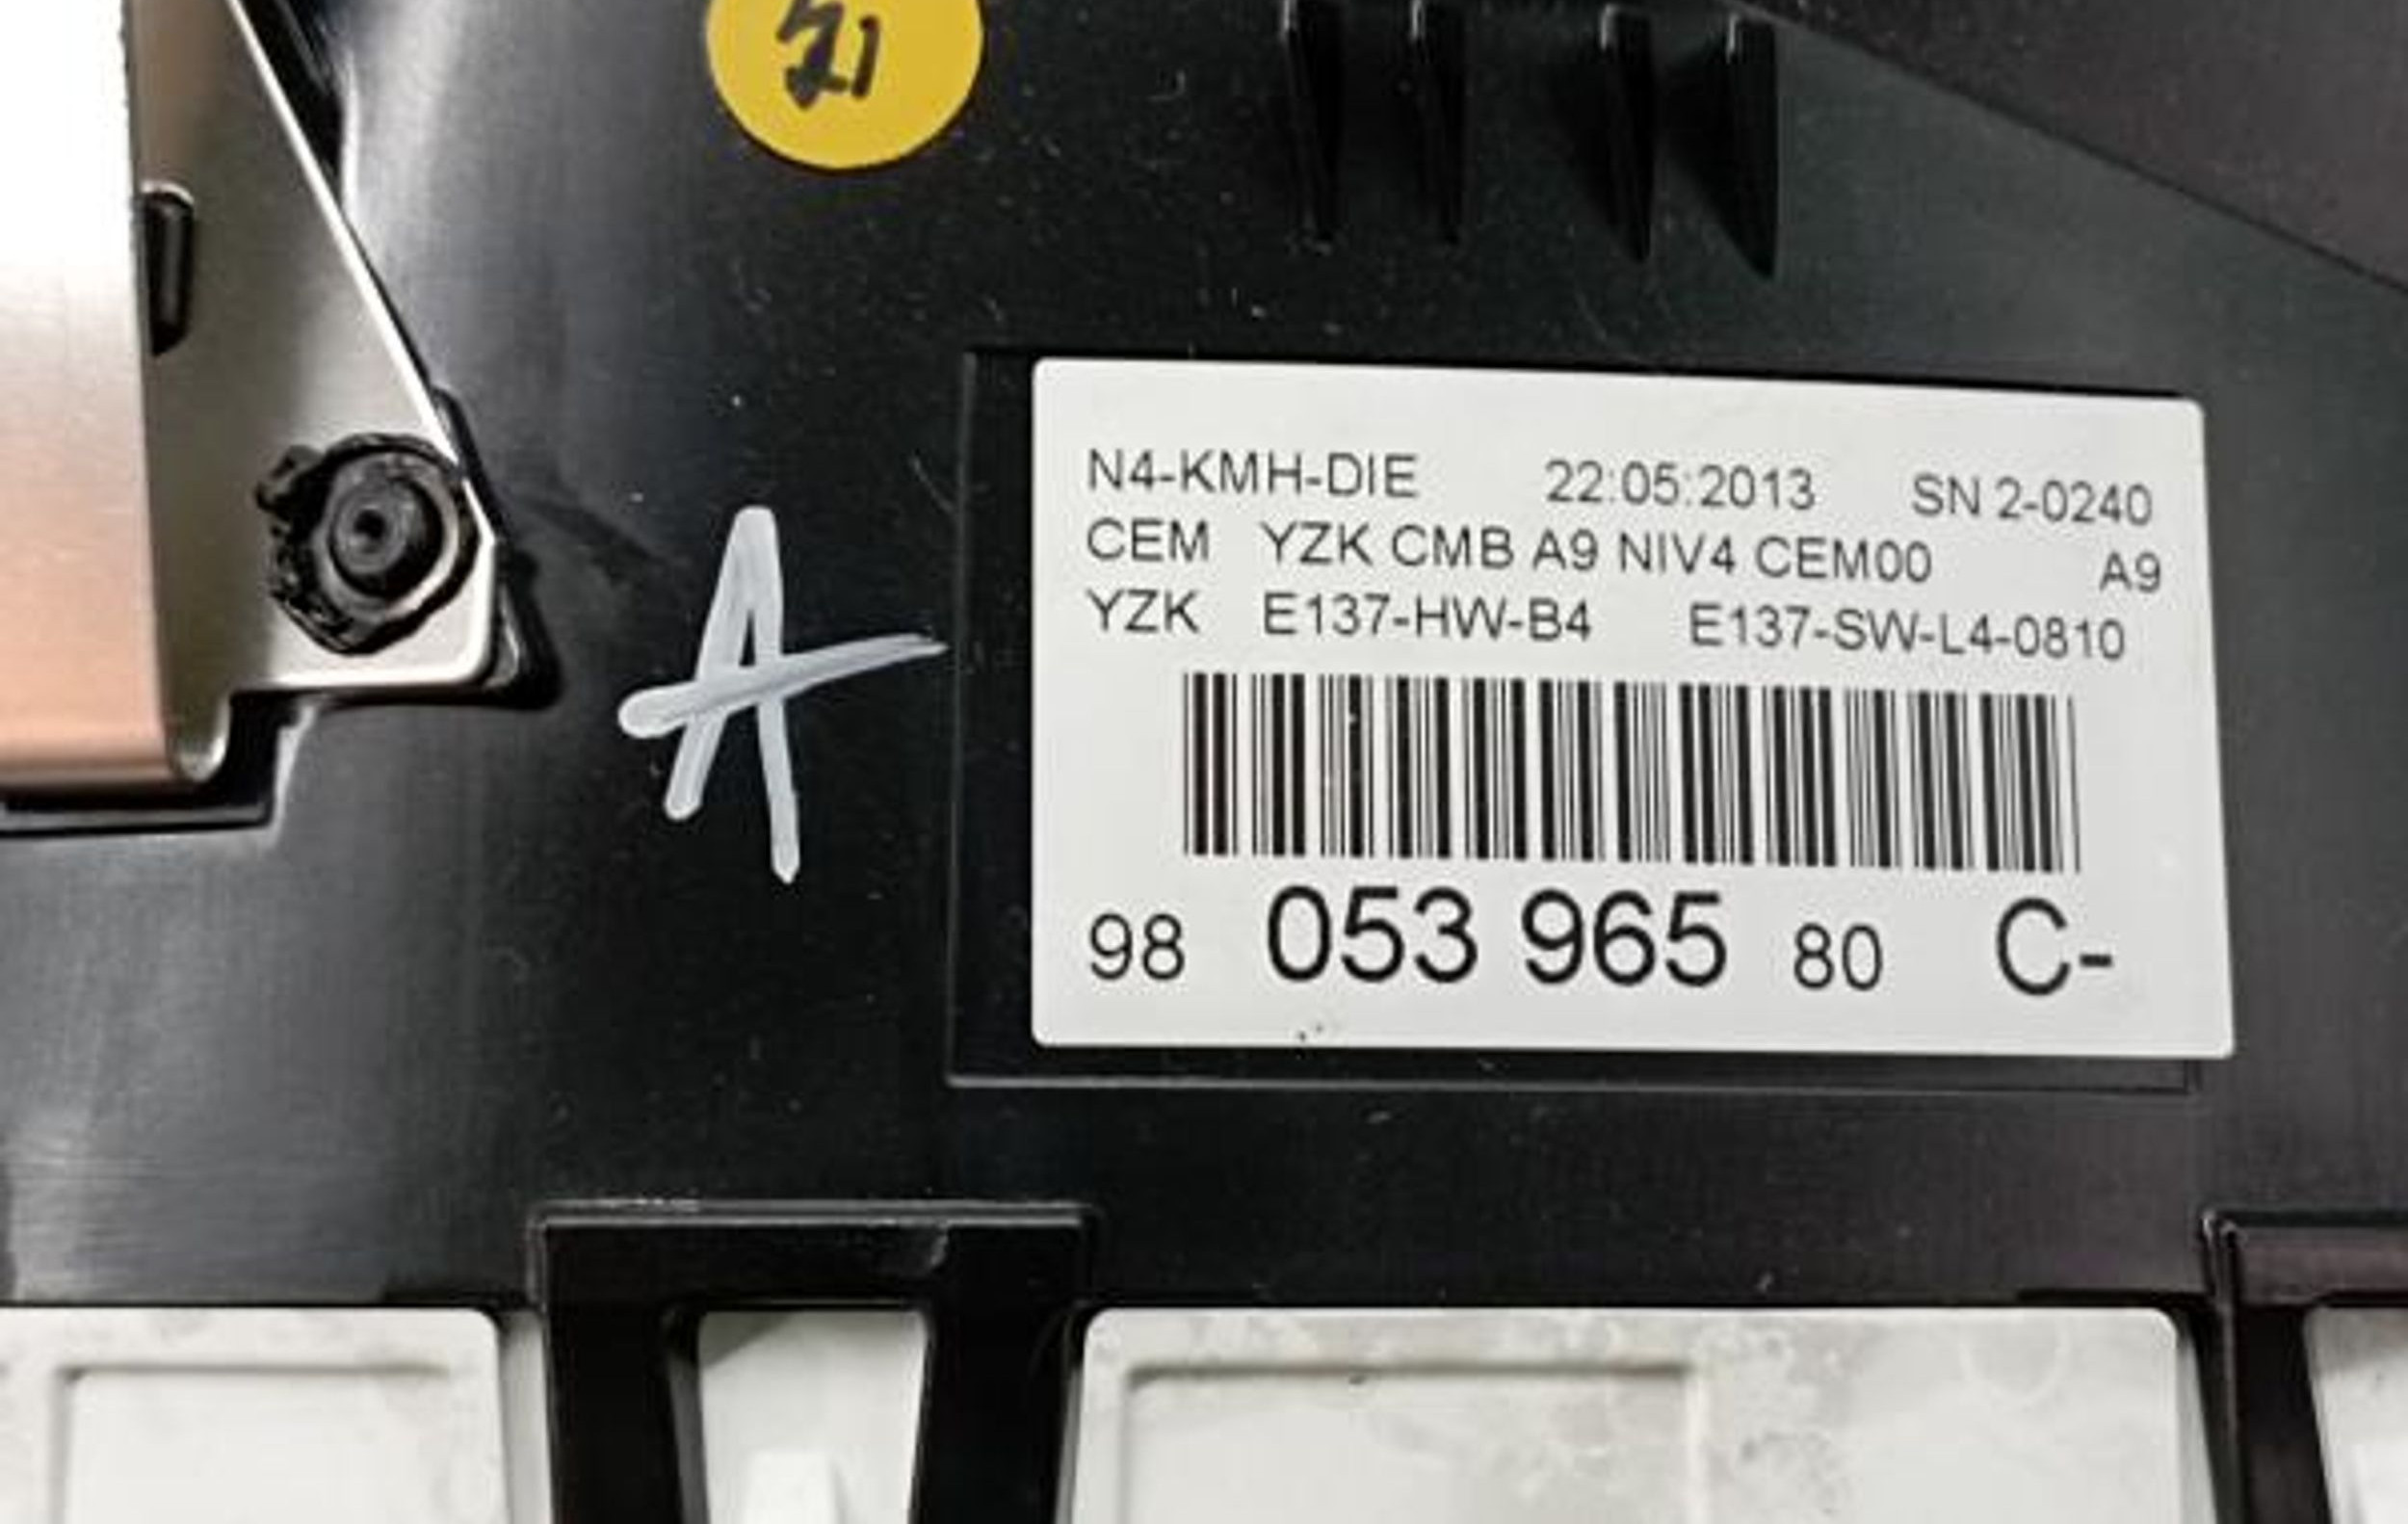 21
A
N4-KMH-DIE 22:05:2013 SN 2-0240
CEM YZK CMB A9 NIV4 CEM00 A9
YZK E137-HW-B4 E137-SW-L4-0810
98 053 965 80 C-